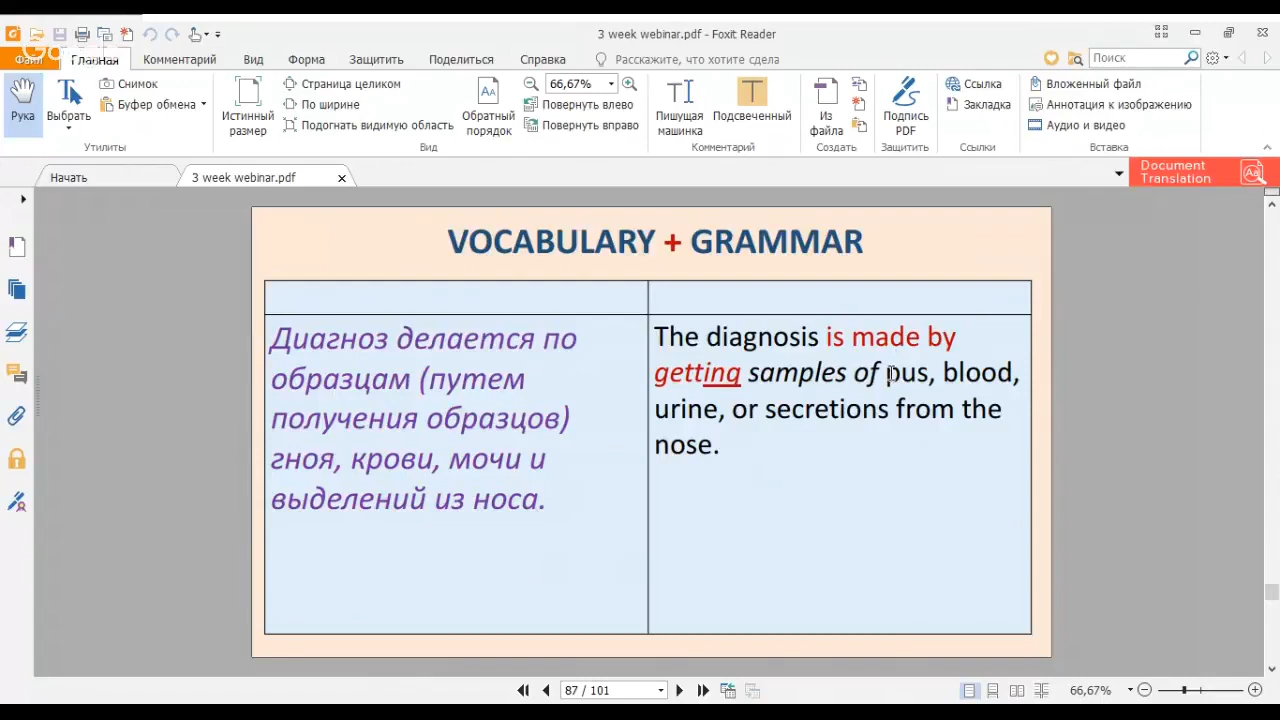 3 week webinar.pdf - Foxit Reader
Файл Главная Комментарий Вид Форма Защитить Поделиться Справка Расскажите, что хотите сделать Поиск
Рука
Выбрать
Снимок
Буфер обмена
Утилиты
Истинный размер
Страница целиком
По ширине
Подогнать видимую область
Обратный порядок
66,67%
Повернуть влево
Повернуть вправо
Вид
Пишущая машинка
Подсвеченный
Комментарий
Из файла
Создать
Подпись PDF
Защитить
Ссылка
Закладка
Ссылки
Вложенный файл
Аннотация к изображению
Аудио и видео
Вставка
Начать 3 week webinar.pdf
Document
Translation
VOCABULARY + GRAMMAR
Диагноз делается по
образцам (путем
получения образцов)
гноя, крови, мочи и
выделений из носа.
The diagnosis is made by
getting samples of pus, blood,
urine, or secretions from the
nose.
87 / 101
66,67%